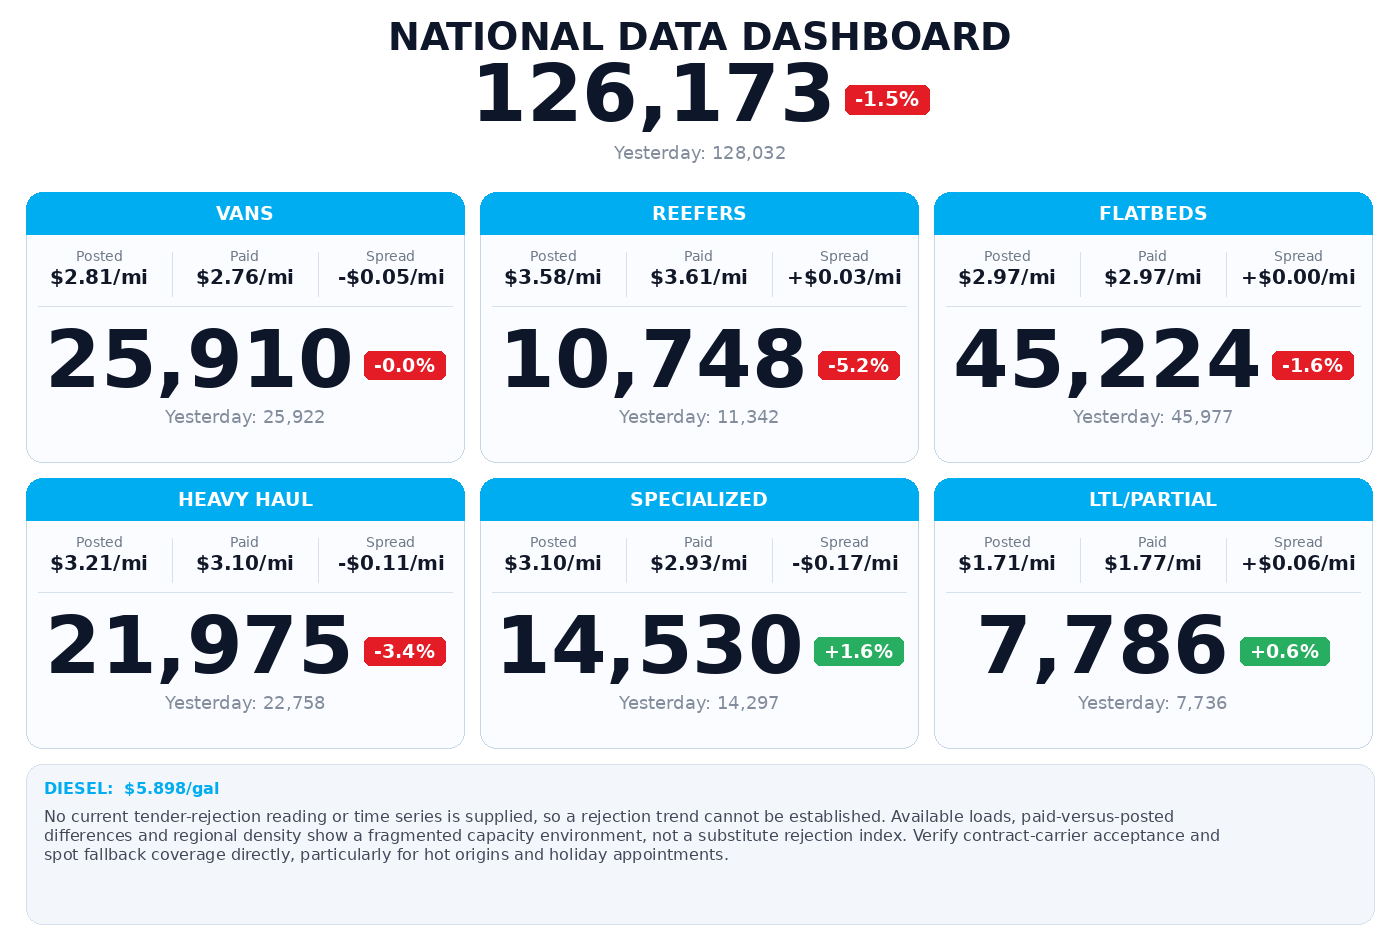 NATIONAL DATA DASHBOARD
126,173 -1.5%
Yesterday: 128,032
VANS
Posted Paid Spread
$2.81/mi $2.76/mi -$0.05/mi
25,910 -0.0%
Yesterday: 25,922
REEFERS
Posted Paid Spread
$3.58/mi $3.61/mi +$0.03/mi
10,748 -5.2%
Yesterday: 11,342
FLATBEDS
Posted Paid Spread
$2.97/mi $2.97/mi +$0.00/mi
45,224 -1.6%
Yesterday: 45,977
HEAVY HAUL
Posted Paid Spread
$3.21/mi $3.10/mi -$0.11/mi
21,975 -3.4%
Yesterday: 22,758
SPECIALIZED
Posted Paid Spread
$3.10/mi $2.93/mi -$0.17/mi
14,530 +1.6%
Yesterday: 14,297
LTL/PARTIAL
Posted Paid Spread
$1.71/mi $1.77/mi +$0.06/mi
7,786 +0.6%
Yesterday: 7,736
DIESEL: $5.898/gal
No current tender-rejection reading or time series is supplied, so a rejection trend cannot be established. Available loads, paid-versus-posted
differences and regional density show a fragmented capacity environment, not a substitute rejection index. Verify contract-carrier acceptance and
spot fallback coverage directly, particularly for hot origins and holiday appointments.